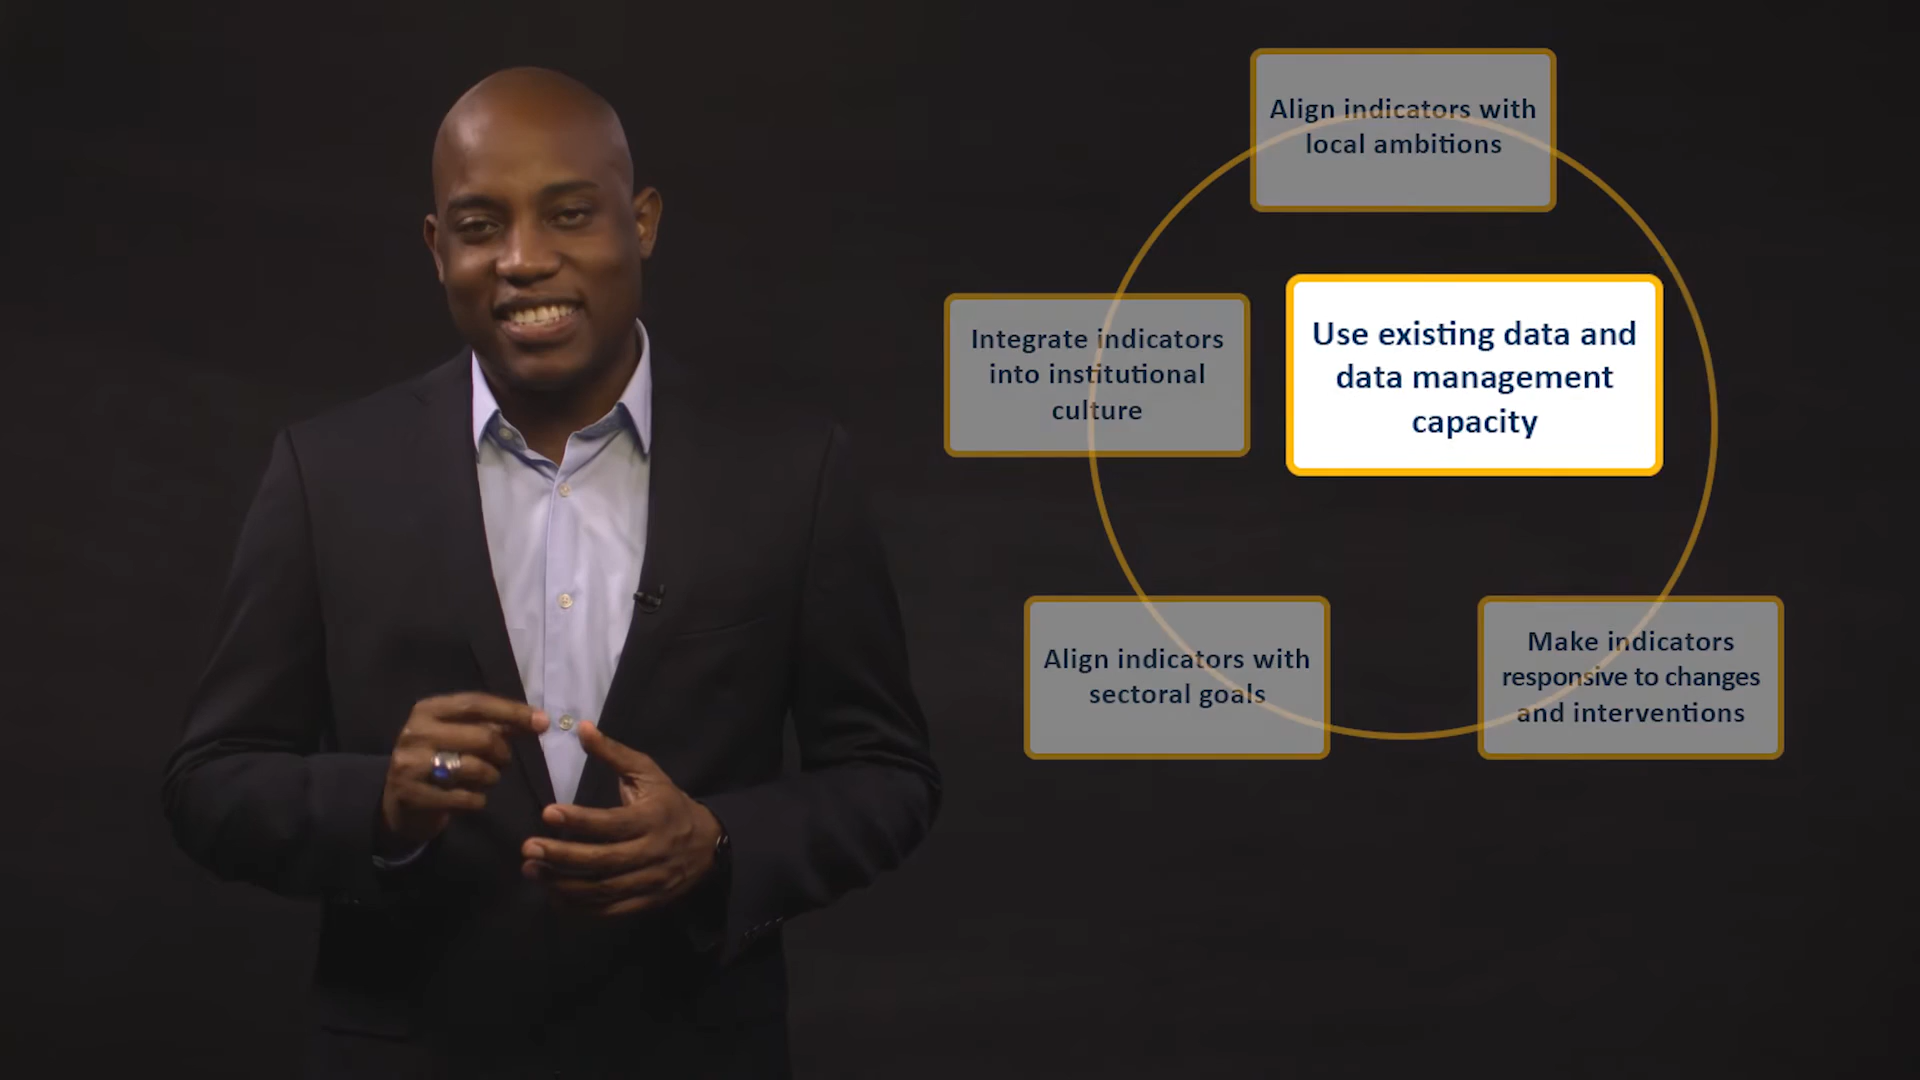 Align indicators with
local ambitions
Integrate indicators
into institutional
culture
Use existing data and
data management
capacity
Align indicators with
sectoral goals
Make indicators
responsive to changes
and interventions